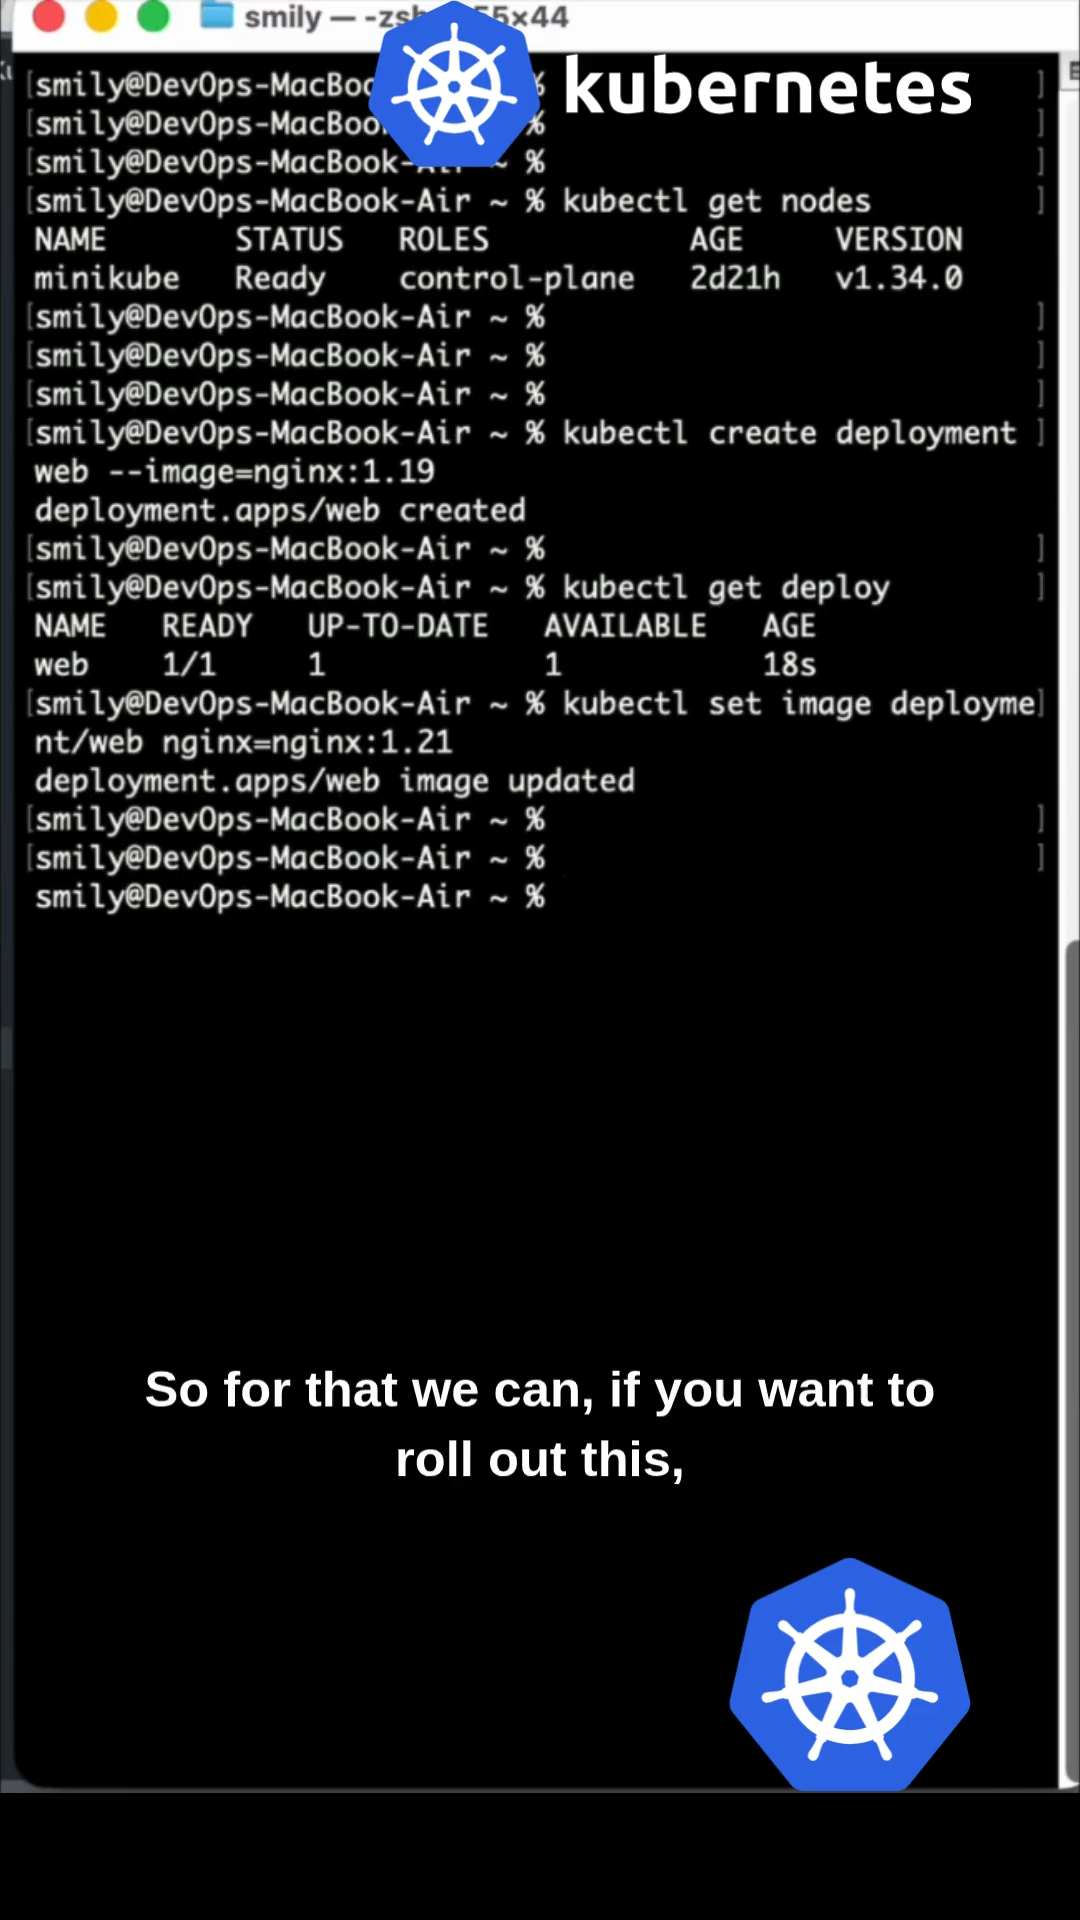 smily — -zsh 55×44
kubernetes
smily@DevOps-MacBoo %
smily@DevOps-MacBook %
smily@DevOps-MacBook-Air ~ %
smily@DevOps-MacBook-Air ~ % kubectl get nodes
NAME STATUS ROLES AGE VERSION
minikube Ready control-plane 2d21h v1.34.0
smily@DevOps-MacBook-Air ~ %
smily@DevOps-MacBook-Air ~ %
smily@DevOps-MacBook-Air ~ %
smily@DevOps-MacBook-Air ~ % kubectl create deployment
web --image=nginx:1.19
deployment.apps/web created
smily@DevOps-MacBook-Air ~ %
smily@DevOps-MacBook-Air ~ % kubectl get deploy
NAME READY UP-TO-DATE AVAILABLE AGE
web 1/1 1 1 18s
smily@DevOps-MacBook-Air ~ % kubectl set image deployme
nt/web nginx=nginx:1.21
deployment.apps/web image updated
smily@DevOps-MacBook-Air ~ %
smily@DevOps-MacBook-Air ~ %
smily@DevOps-MacBook-Air ~ %
So for that we can, if you want to
roll out this,